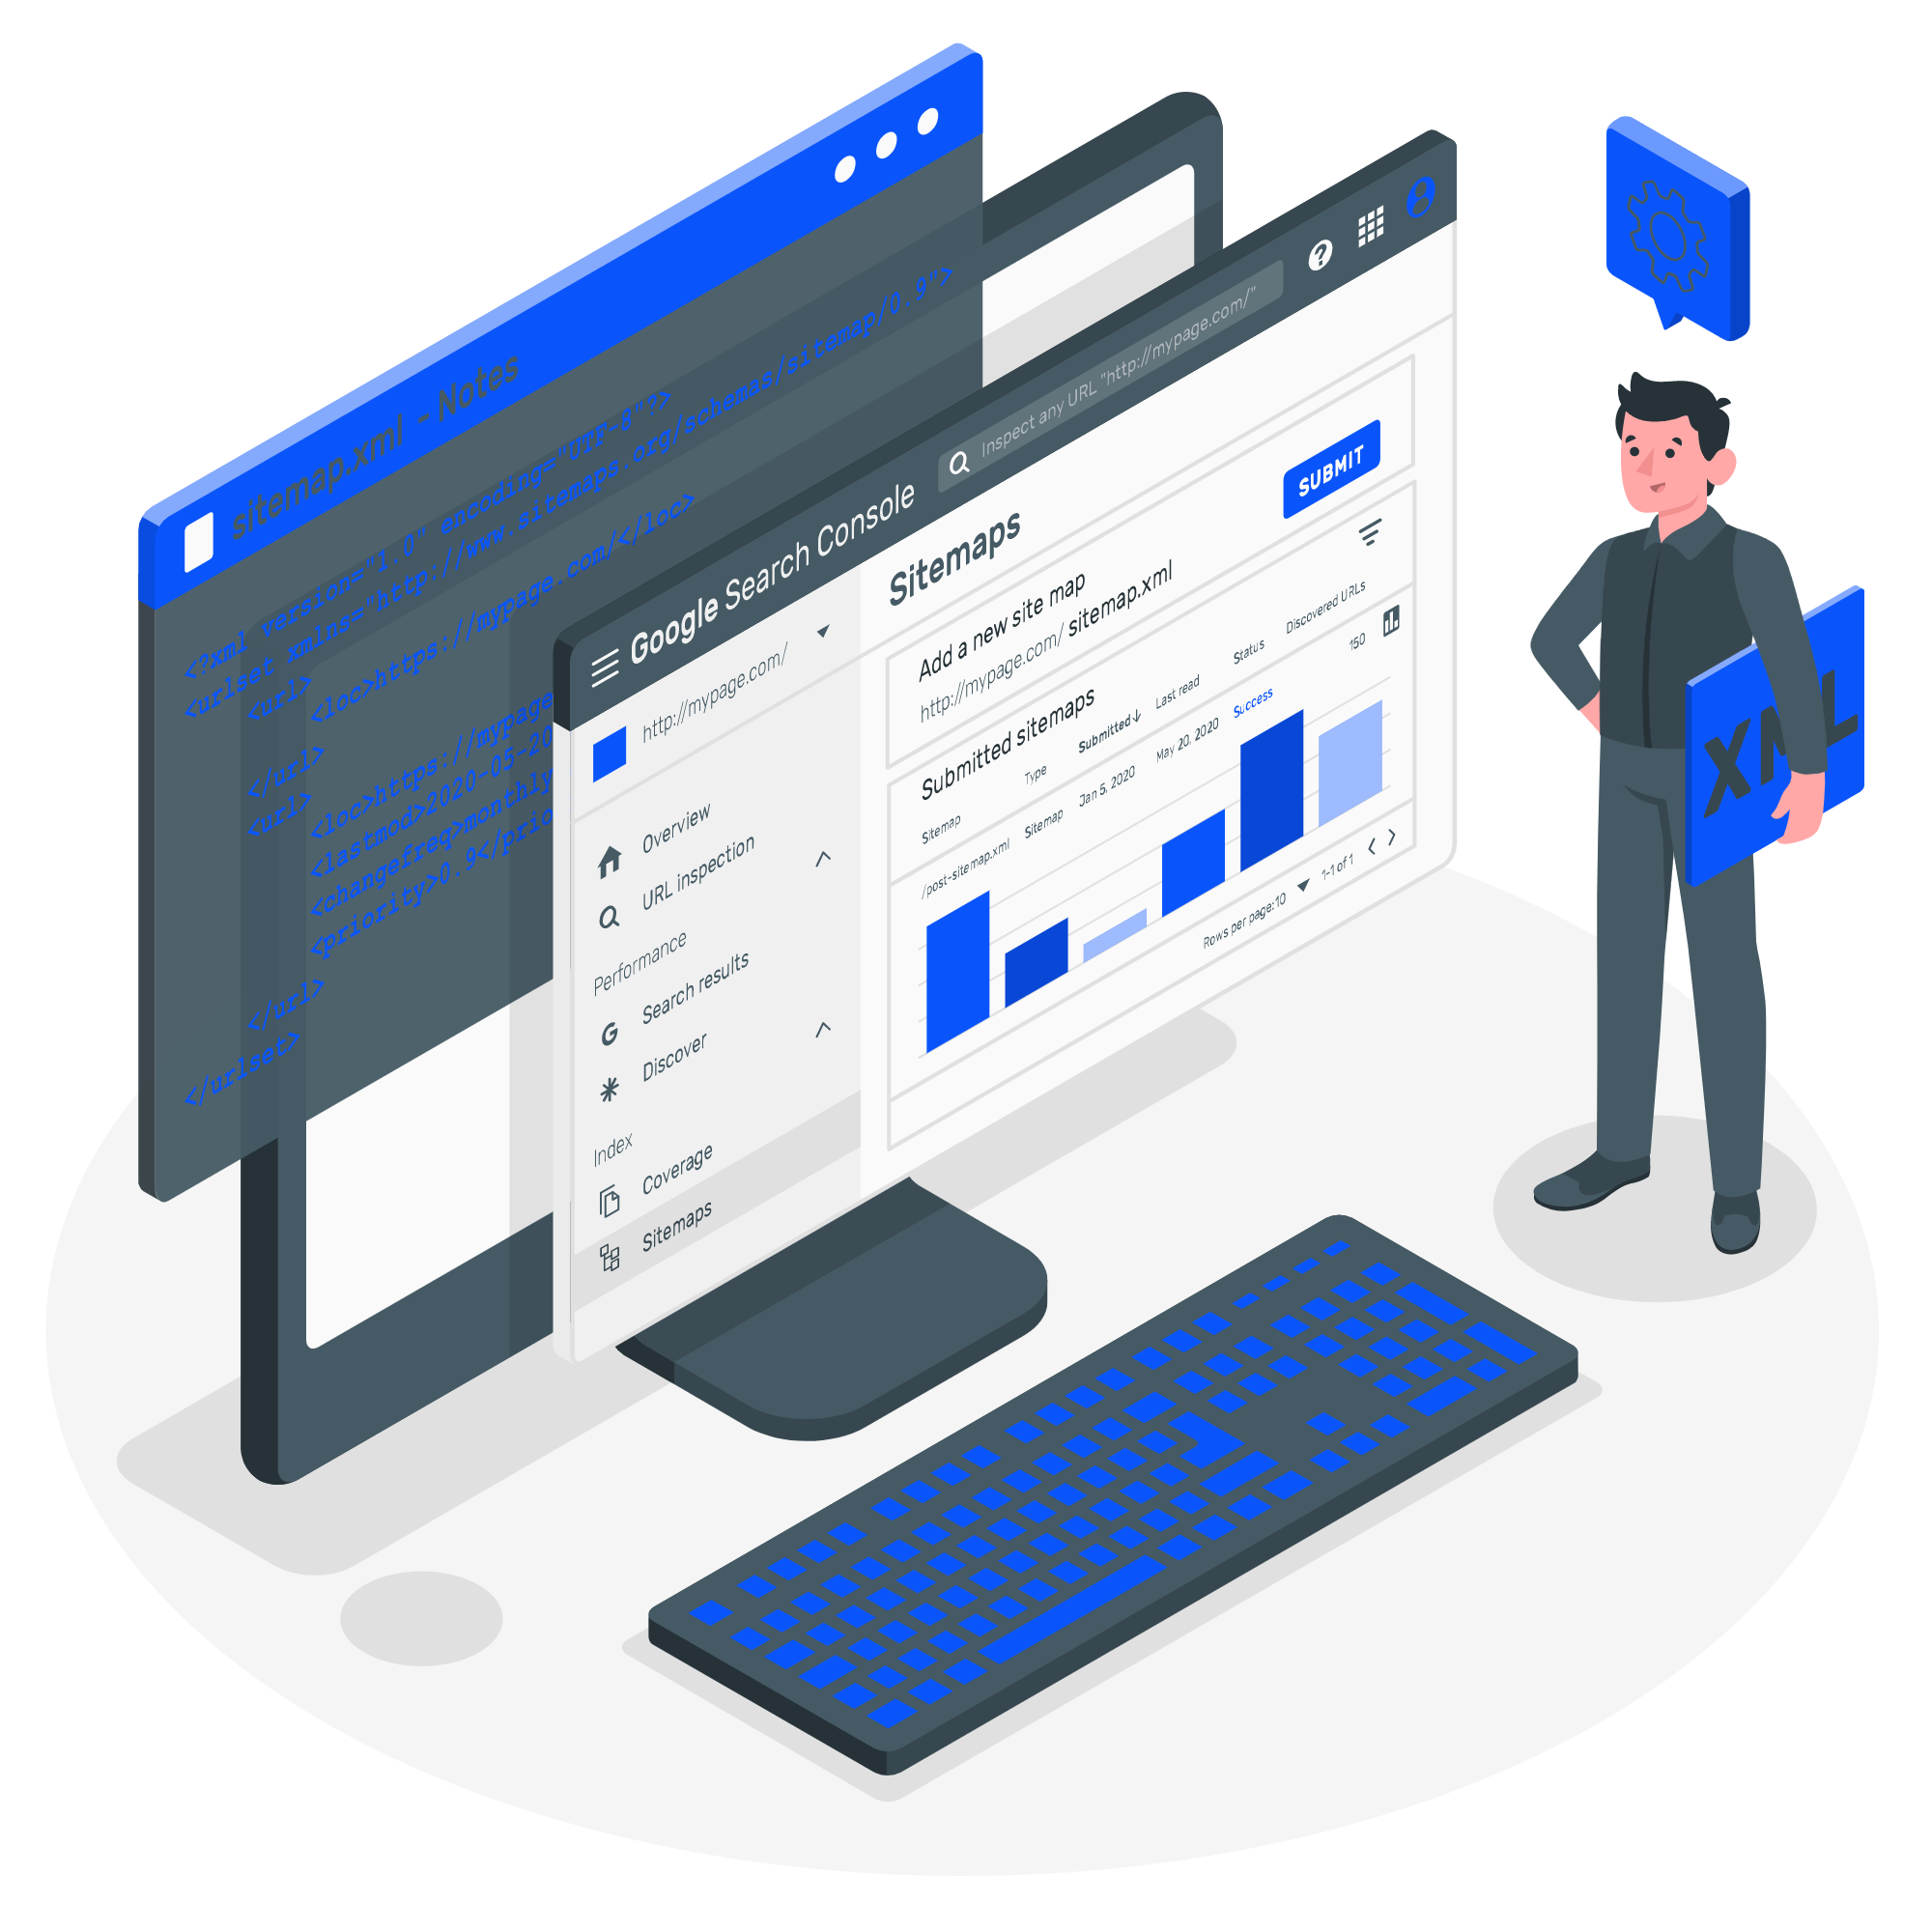 sitemap.xml - Notes
<?xml version="1.0" encoding="UTF-8"?>
<urlset xmlns="http://www.sitemaps.org/schemas/sitemap/0.9">
<url>
<loc>https://mypage.com/</loc>
</url>
<url>
<loc>https://mypage
<lastmod>2020-05-20
<changefreq>monthly
<priority>0.9</prio
</url>
</urlset>
Google Search Console
Inspect any URL "http://mypage.com/"
?
http://mypage.com/
Overview
URL inspection
Performance
Search results
Discover
Index
Coverage
Sitemaps
Sitemaps
Add a new site map
http://mypage.com/ sitemap.xml
SUBMIT
Submitted sitemaps
Sitemap Type Submitted↓ Last read Status Discovered URLs
/post-sitemap.xml Sitemap Jan 5, 2020 May 20, 2020 Success 150
Rows per page:10 1-1 of 1 < >
XML